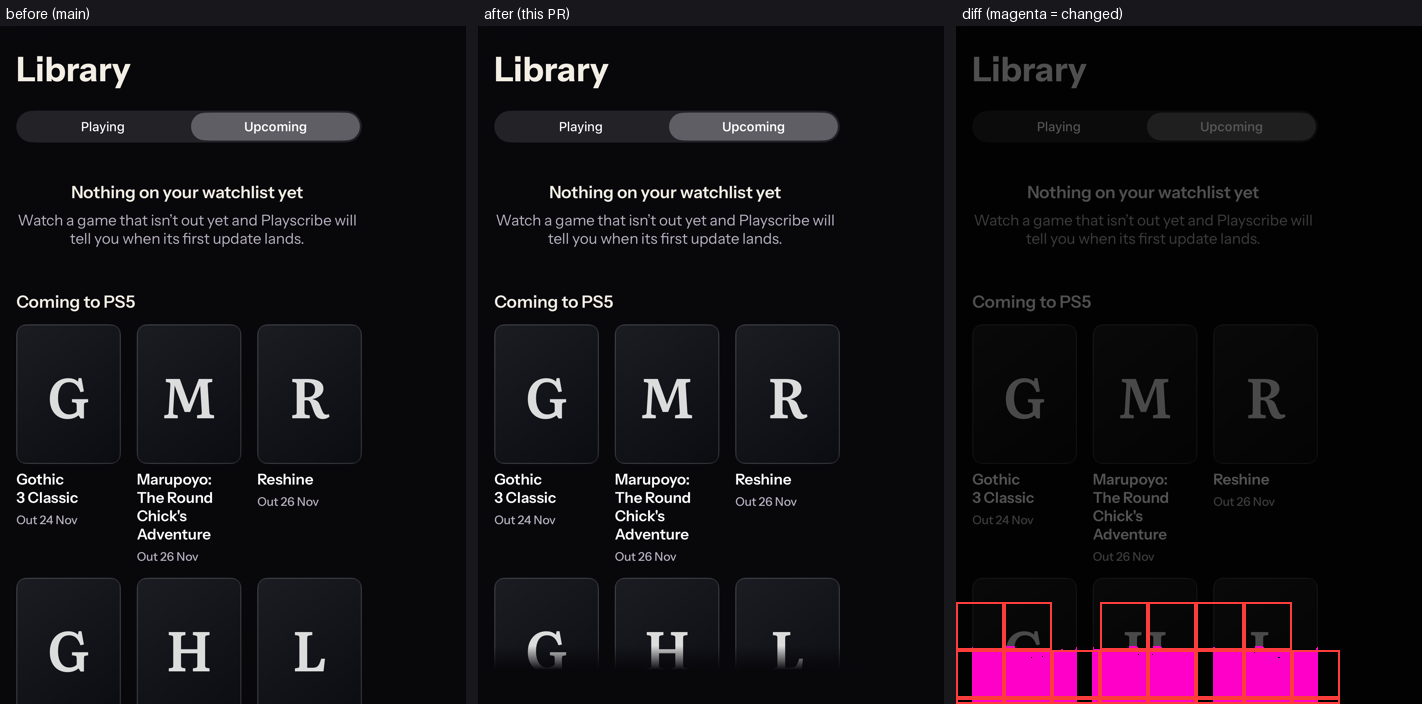 before (main)
after (this PR)
diff (magenta = changed)
Library
Playing
Upcoming
Nothing on your watchlist yet
Watch a game that isn't out yet and Playscribe will
tell you when its first update lands.
Coming to PS5
G
M
R
Gothic
3 Classic
Out 24 Nov
Marupoyo:
The Round
Chick's
Adventure
Out 26 Nov
Reshine
Out 26 Nov
G
H
L
Library
Playing
Upcoming
Nothing on your watchlist yet
Watch a game that isn't out yet and Playscribe will
tell you when its first update lands.
Coming to PS5
G
M
R
Gothic
3 Classic
Out 24 Nov
Marupoyo:
The Round
Chick's
Adventure
Out 26 Nov
Reshine
Out 26 Nov
G
H
L
Library
Playing
Upcoming
Nothing on your watchlist yet
Watch a game that isn't out yet and Playscribe will
tell you when its first update lands.
Coming to PS5
G
M
R
Gothic
3 Classic
Out 24 Nov
Marupoyo:
The Round
Chick's
Adventure
Out 26 Nov
Reshine
Out 26 Nov
G
H
L